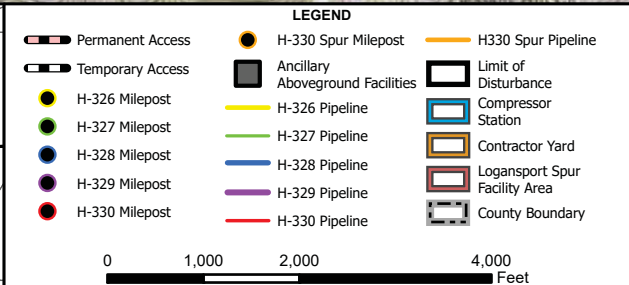 LEGEND
Permanent Access
Temporary Access
H-326 Milepost
H-327 Milepost
H-328 Milepost
H-329 Milepost
H-330 Milepost
H-330 Spur Milepost
Ancillary
Aboveground Facilities
H-326 Pipeline
H-327 Pipeline
H-328 Pipeline
H-329 Pipeline
H-330 Pipeline
H330 Spur Pipeline
Limit of
Disturbance
Compressor
Station
Contractor Yard
Logansport Spur
Facility Area
County Boundary
0 1,000 2,000 4,000
Feet